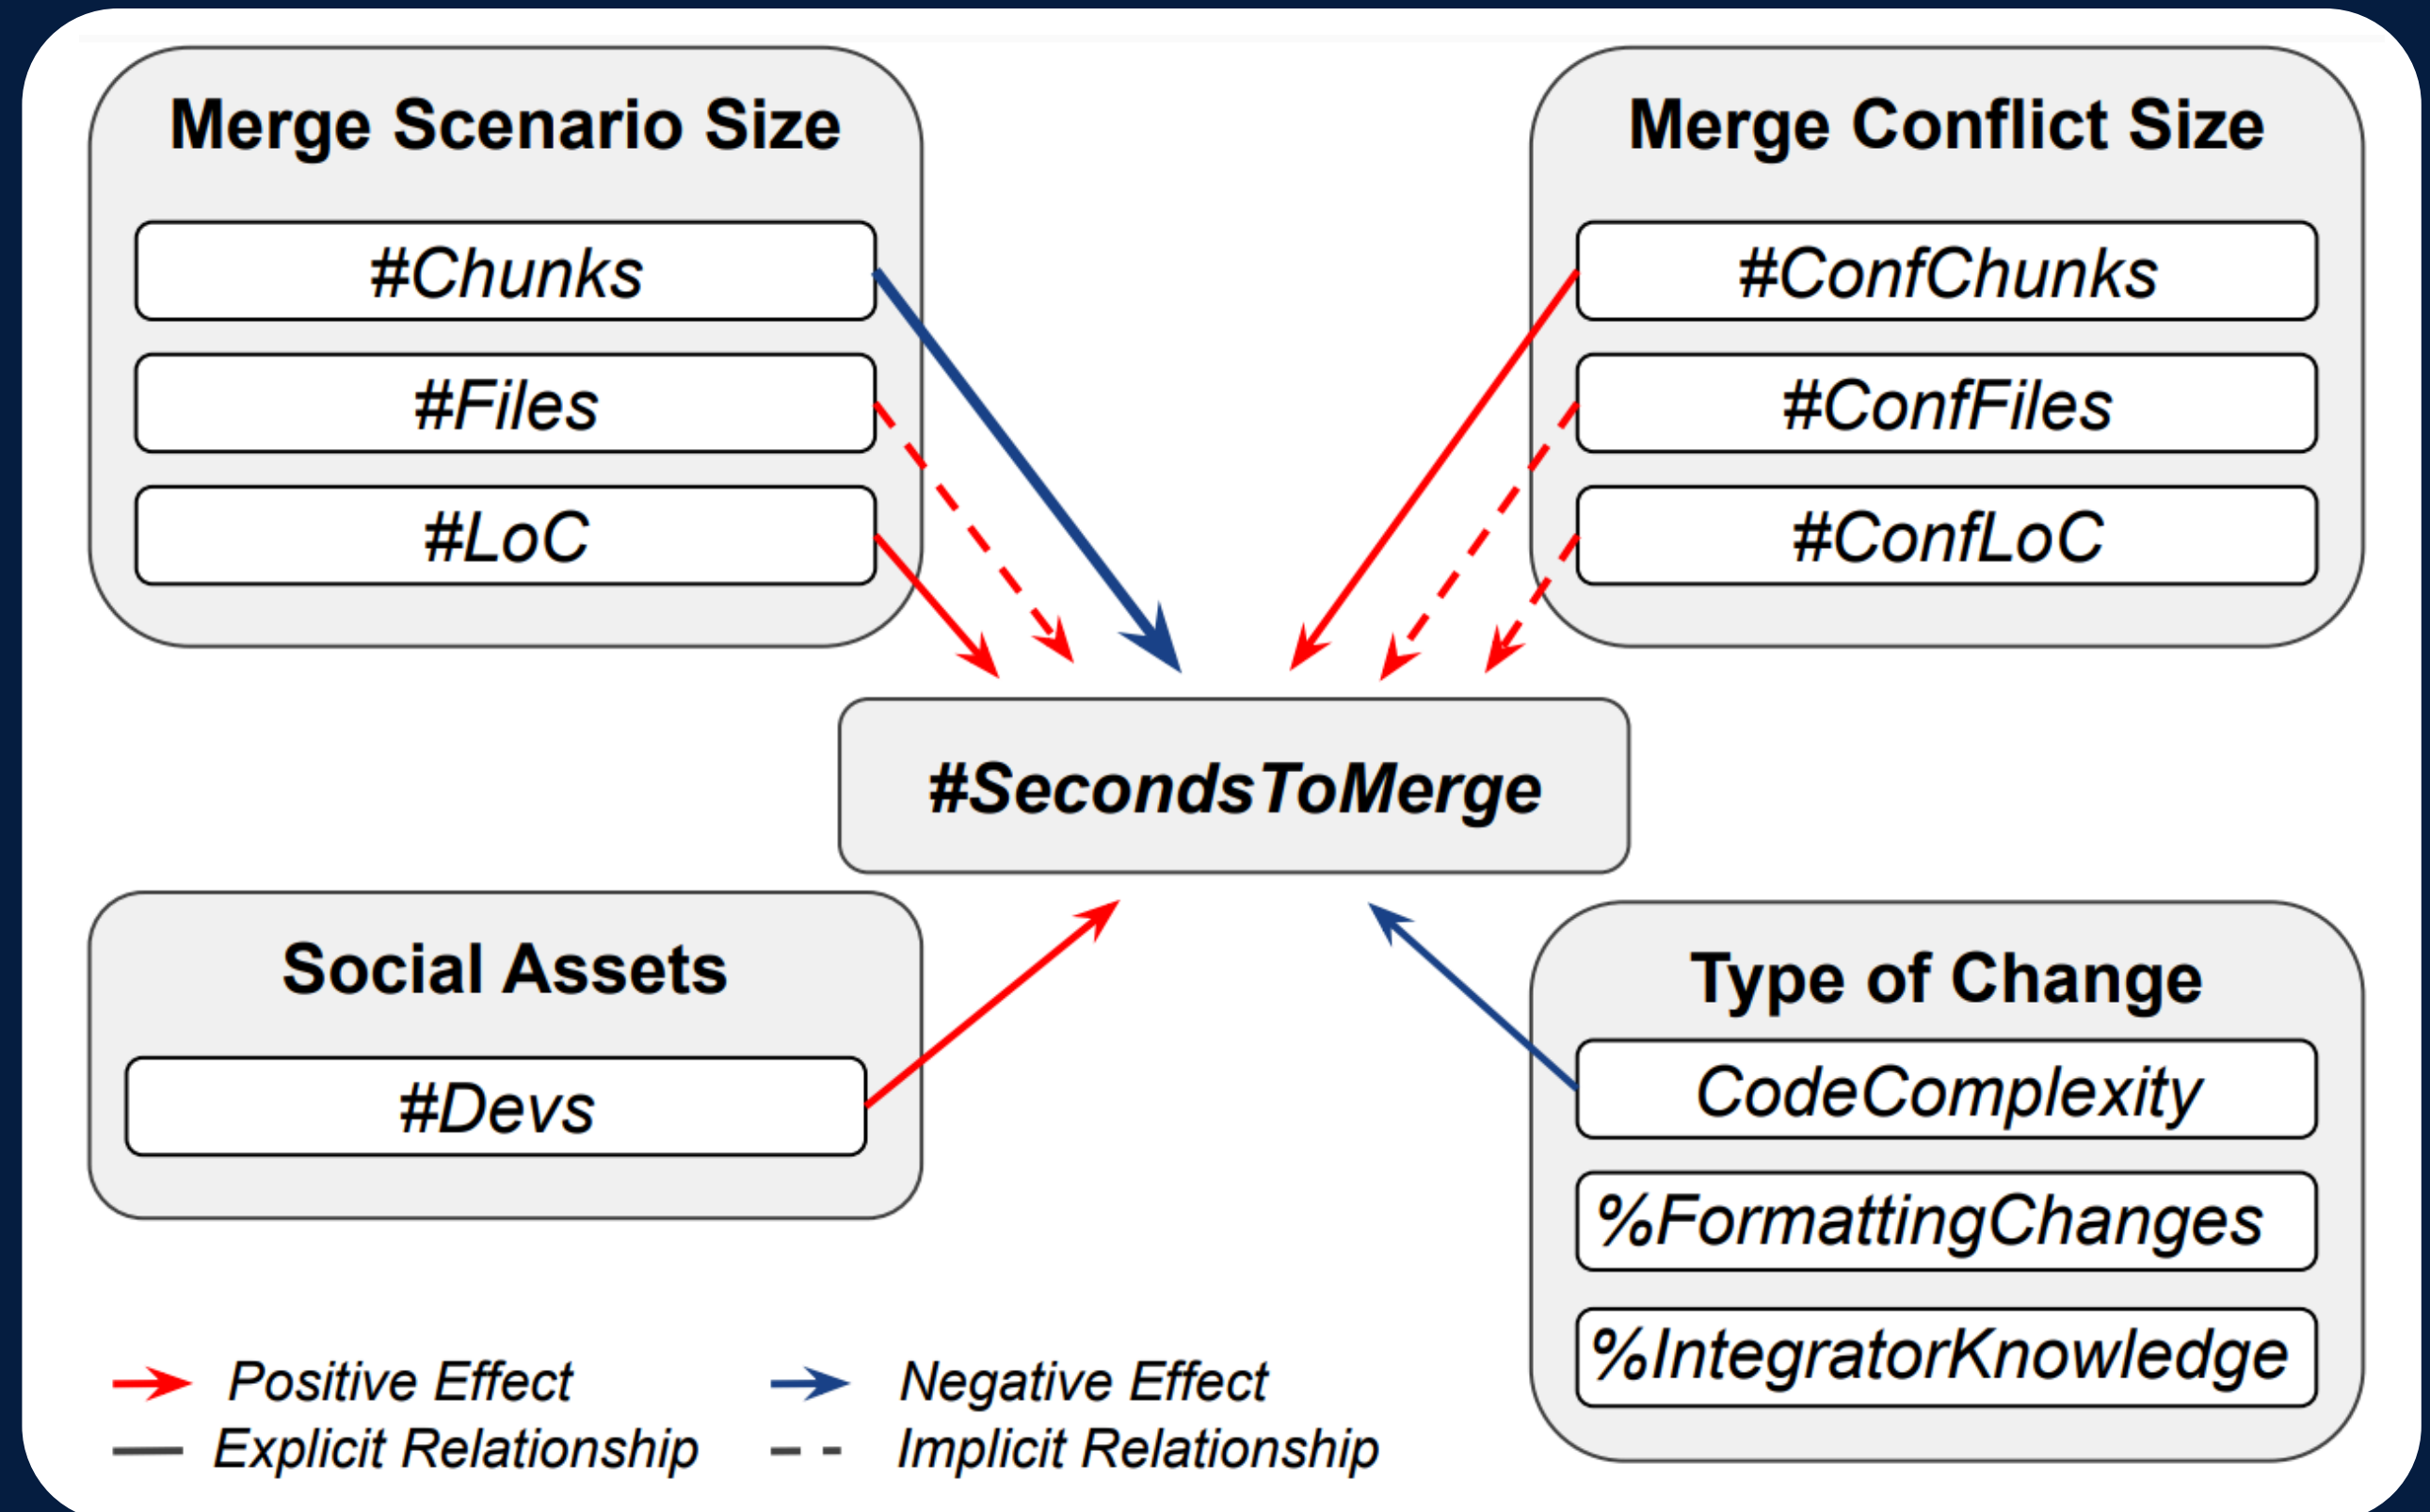 Merge Scenario Size
#Chunks
#Files
#LoC
Merge Conflict Size
#ConfChunks
#ConfFiles
#ConfLoC
#SecondsToMerge
Social Assets
#Devs
Type of Change
CodeComplexity
%FormattingChanges
%IntegratorKnowledge
Positive Effect
Negative Effect
Explicit Relationship
Implicit Relationship